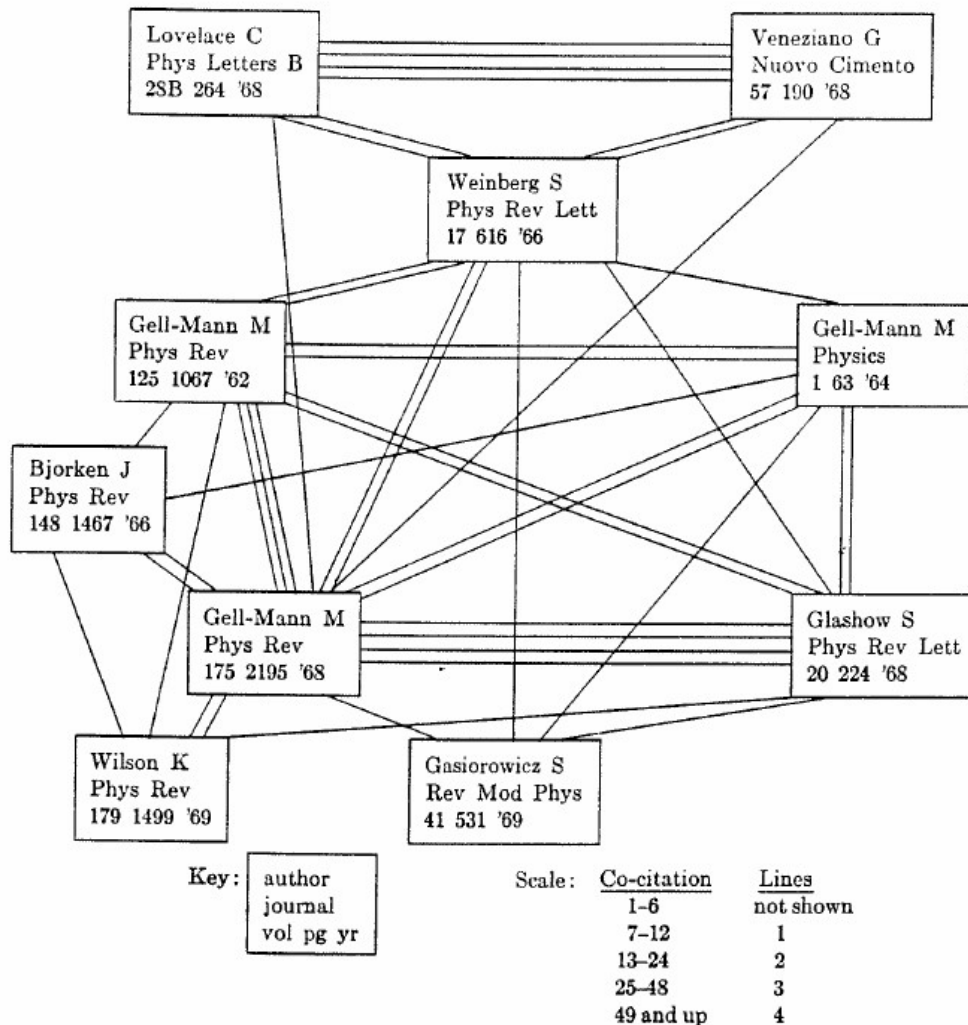 Lovelace C
Phys Letters B
28B 264 '68
Veneziano G
Nuovo Cimento
57 190 '68
Weinberg S
Phys Rev Lett
17 616 '66
Gell-Mann M
Phys Rev
125 1067 '62
Gell-Mann M
Physics
1 63 '64
Bjorken J
Phys Rev
148 1467 '66
Gell-Mann M
Phys Rev
175 2195 '68
Glashow S
Phys Rev Lett
20 224 '68
Wilson K
Phys Rev
179 1499 '69
Gasiorowicz S
Rev Mod Phys
41 531 '69
Key: author
journal
vol pg yr
Scale: Co-citation Lines
1-6 not shown
7-12 1
13-24 2
25-48 3
49 and up 4